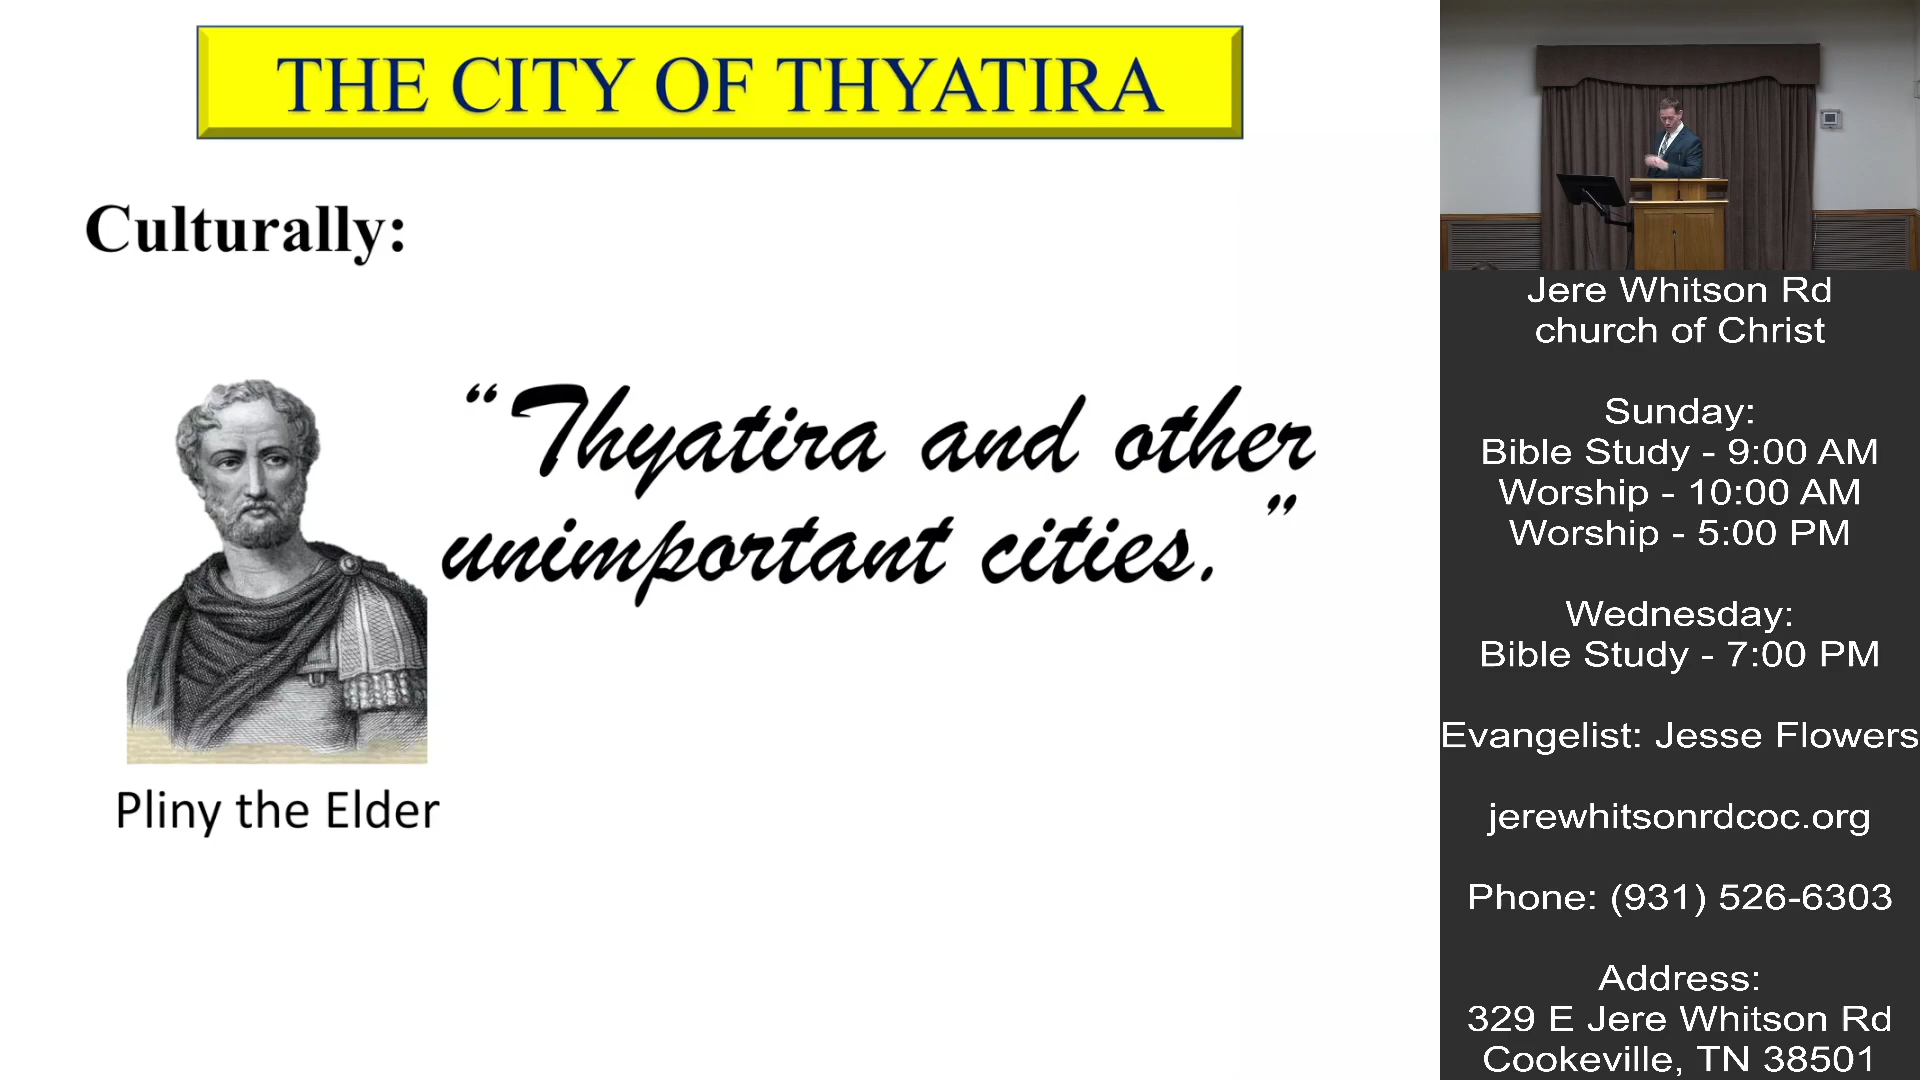 THE CITY OF THYATIRA
Culturally:
“Thyatira and other
unimportant cities.”
Pliny the Elder
Jere Whitson Rd
church of Christ
Sunday:
Bible Study - 9:00 AM
Worship - 10:00 AM
Worship - 5:00 PM
Wednesday:
Bible Study - 7:00 PM
Evangelist: Jesse Flowers
jerewhitsonrdcoc.org
Phone: (931) 526-6303
Address:
329 E Jere Whitson Rd
Cookeville, TN 38501